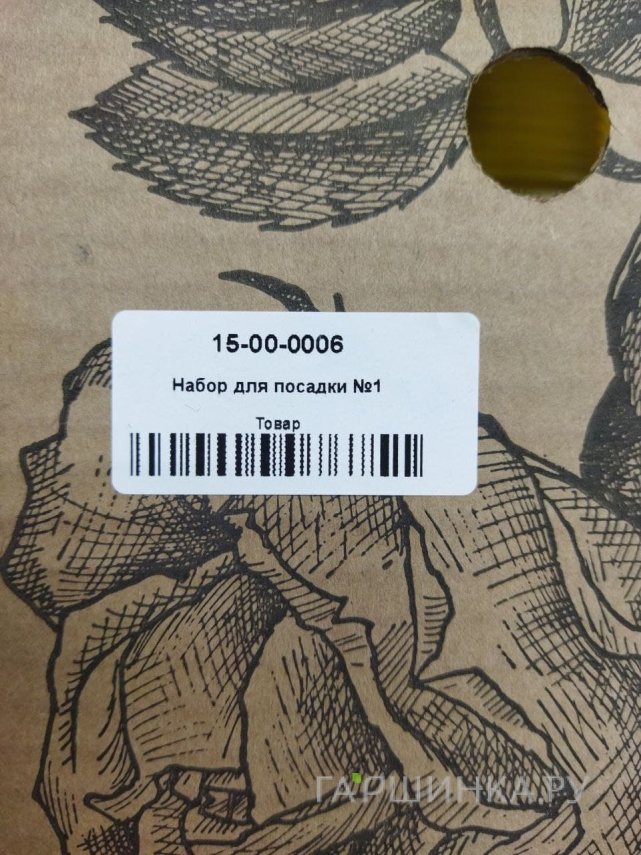 15-00-0006
Набор для посадки №1
Товар
ГАРШИНКА.РУ